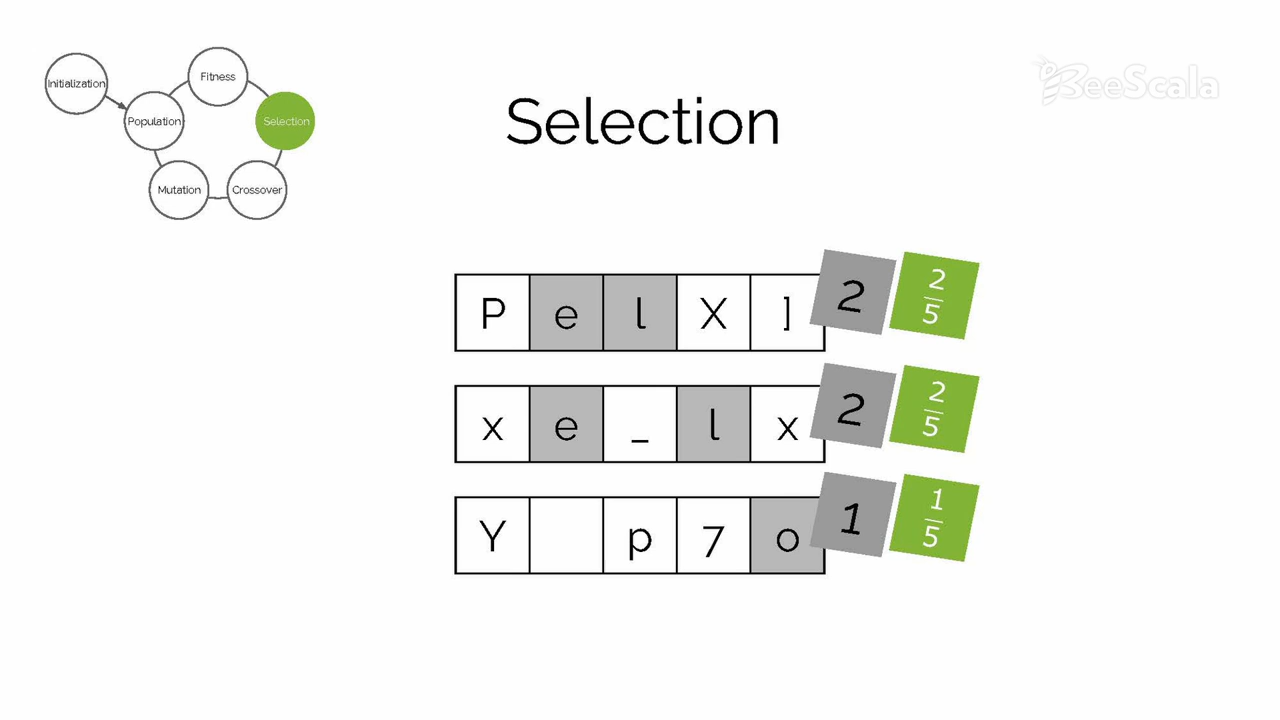 Initialization
Fitness
Population
Selection
Mutation
Crossover
Selection
BeeScala
P e l X ] 2 2/5
x e _ l x 2 2/5
Y p 7 o 1 1/5